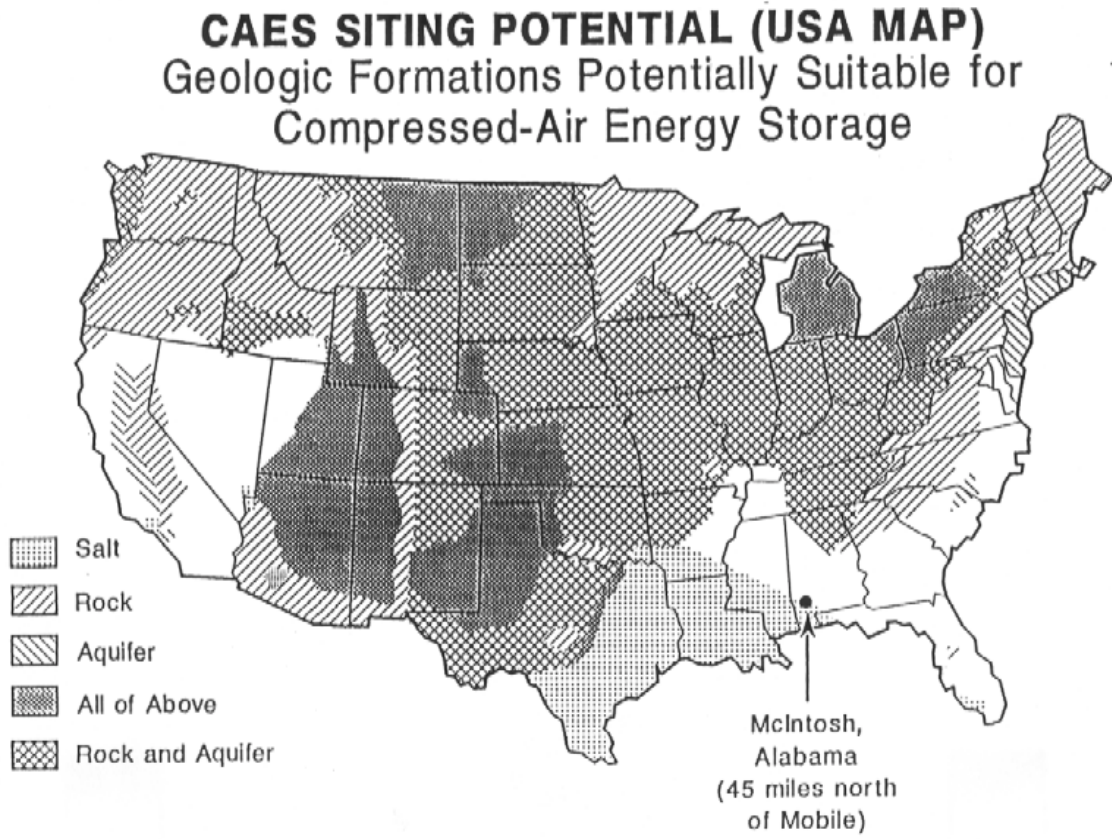 CAES SITING POTENTIAL (USA MAP)
Geologic Formations Potentially Suitable for
Compressed-Air Energy Storage
Salt
Rock
Aquifer
All of Above
Rock and Aquifer
McIntosh,
Alabama
(45 miles north
of Mobile)